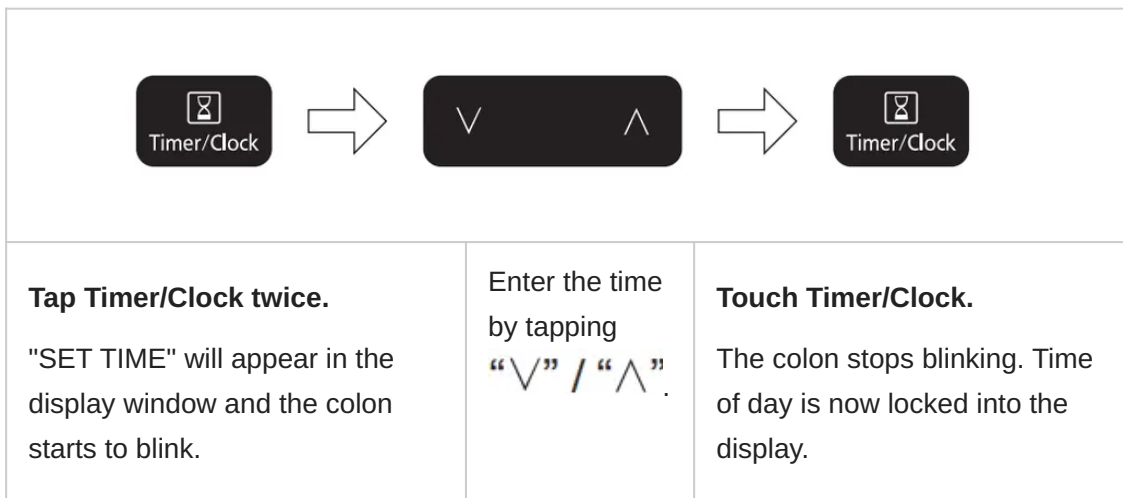 Timer/Clock
Timer/Clock
Tap Timer/Clock twice.
"SET TIME" will appear in the
display window and the colon
starts to blink.
Enter the time
by tapping
“∨” / “∧”.
Touch Timer/Clock.
The colon stops blinking. Time
of day is now locked into the
display.